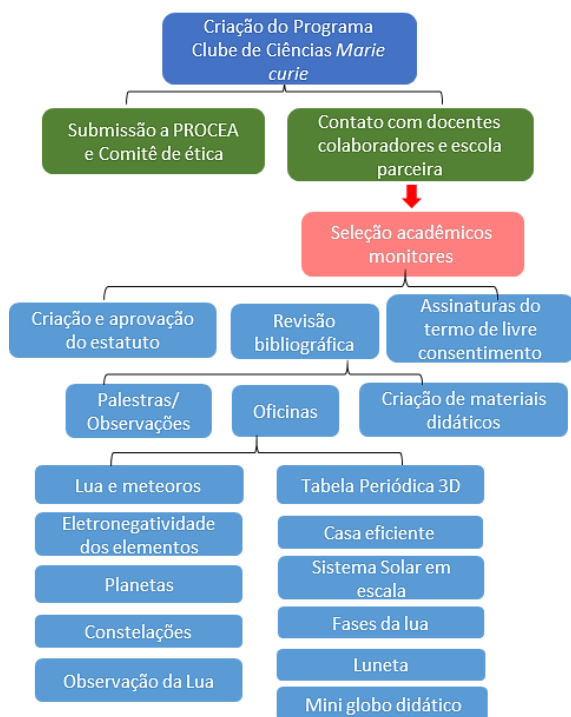 Criação do Programa
Clube de Ciências Marie
curie
Submissão a PROCEA
e Comitê de ética
Contato com docentes
colaboradores e escola
parceira
Seleção acadêmicos
monitores
Criação e aprovação
do estatuto
Revisão
bibliográfica
Assinaturas do
termo de livre
consentimento
Palestras/
Observações
Oficinas
Criação de materiais
didáticos
Lua e meteoros
Eletronegatividade
dos elementos
Planetas
Constelações
Observação da Lua
Tabela Periódica 3D
Casa eficiente
Sistema Solar em
escala
Fases da lua
Luneta
Mini globo didático